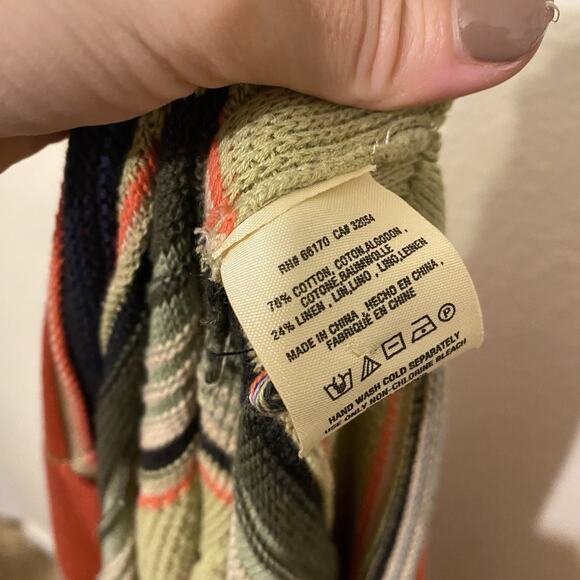 RN# 66170 CA# 32054
76% COTTON, COTON,ALGODON,
COTONE,BAUMWOLLE
24% LINEN, LIN,LINO, LINO,LEINEN
MADE IN CHINA, HECHO EN CHINA,
FABRIQUE EN CHINE
P
HAND WASH COLD SEPARATELY
USE ONLY NON-CHLORINE BLEACH